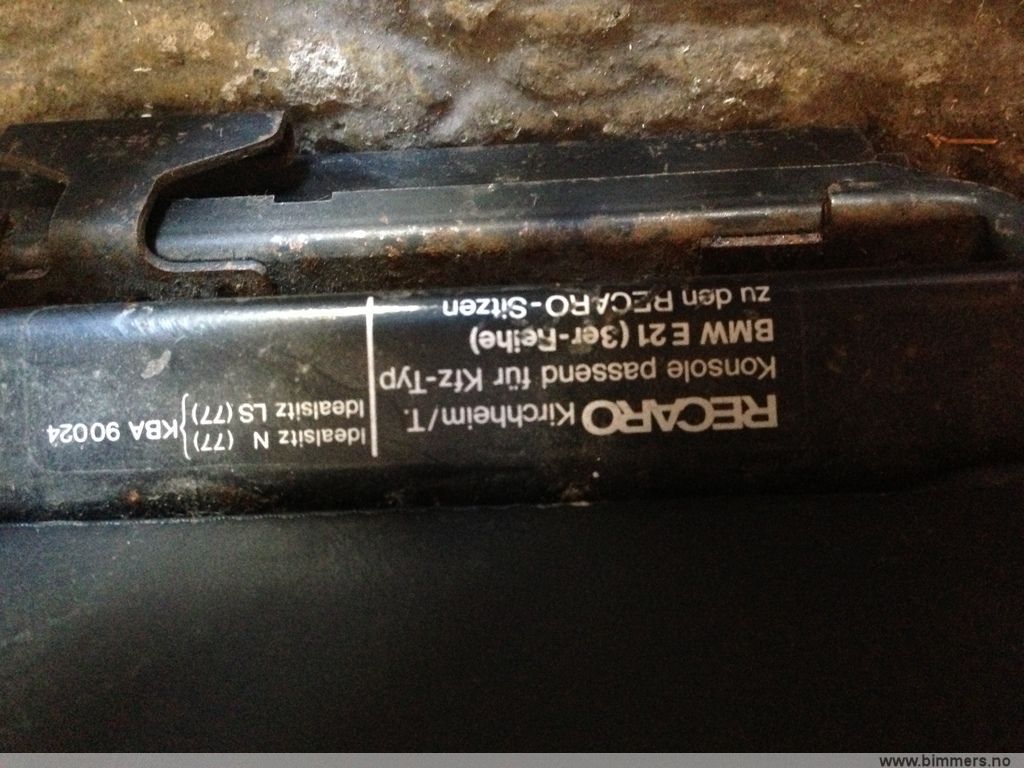 RECARO Kirchheim/T.
Konsole passend für Kfz-Typ
BMW E 21 (3er-Reihe)
zu den RECARO-Sitzen
Idealsitz N (77)
Idealsitz LS (77)
KBA 90024
www.bimmers.no